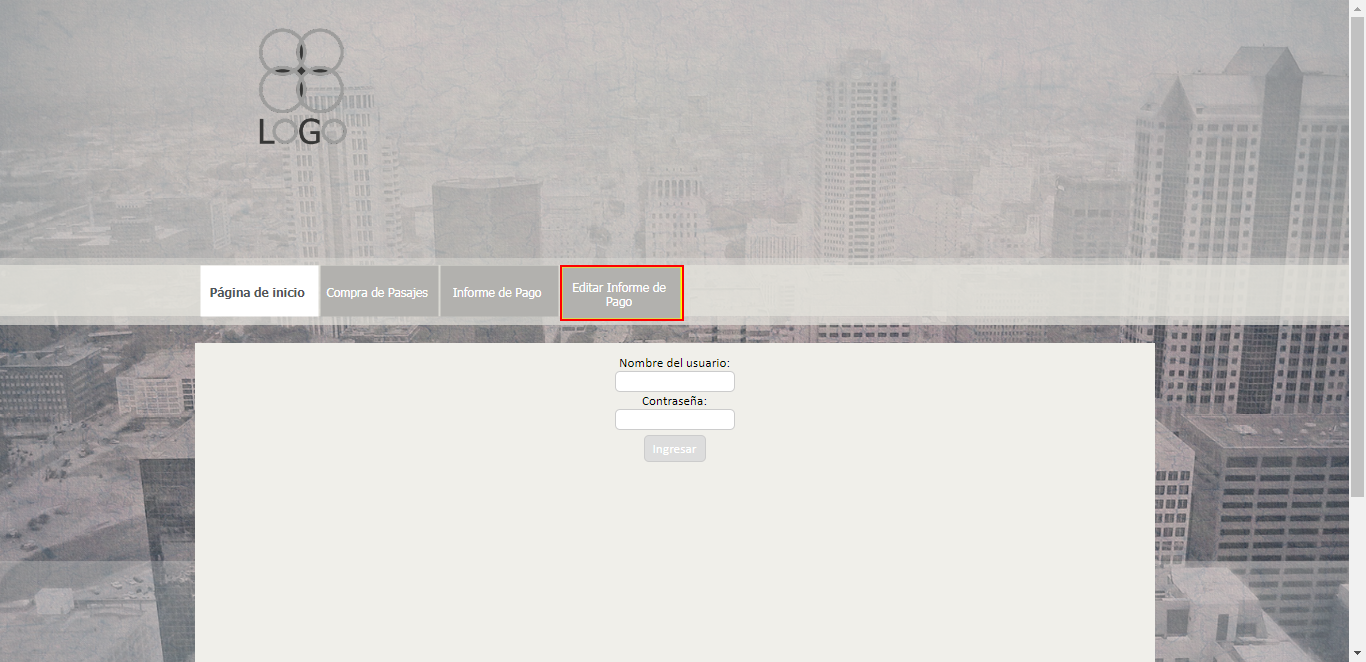 LOGO
Página de inicio
Compra de Pasajes
Informe de Pago
Editar Informe de
Pago
Nombre del usuario:
Contraseña:
Ingresar